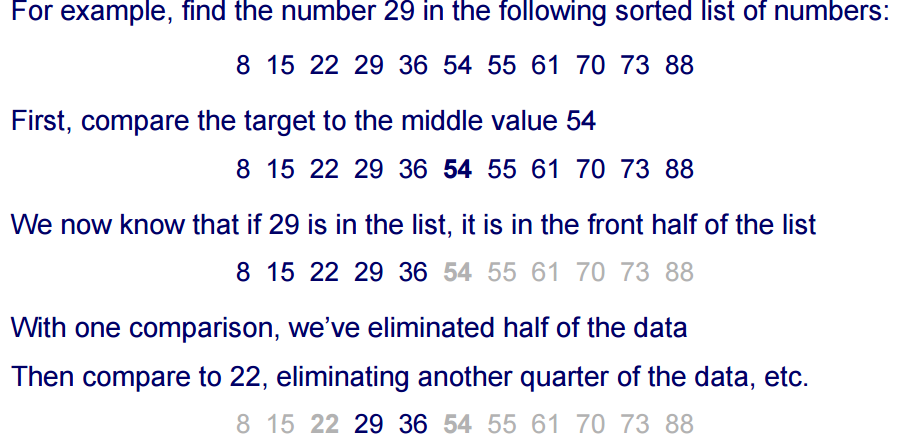 For example, find the number 29 in the following sorted list of numbers:
8 15 22 29 36 54 55 61 70 73 88
First, compare the target to the middle value 54
8 15 22 29 36 54 55 61 70 73 88
We now know that if 29 is in the list, it is in the front half of the list
8 15 22 29 36 54 55 61 70 73 88
With one comparison, we’ve eliminated half of the data
Then compare to 22, eliminating another quarter of the data, etc.
8 15 22 29 36 54 55 61 70 73 88